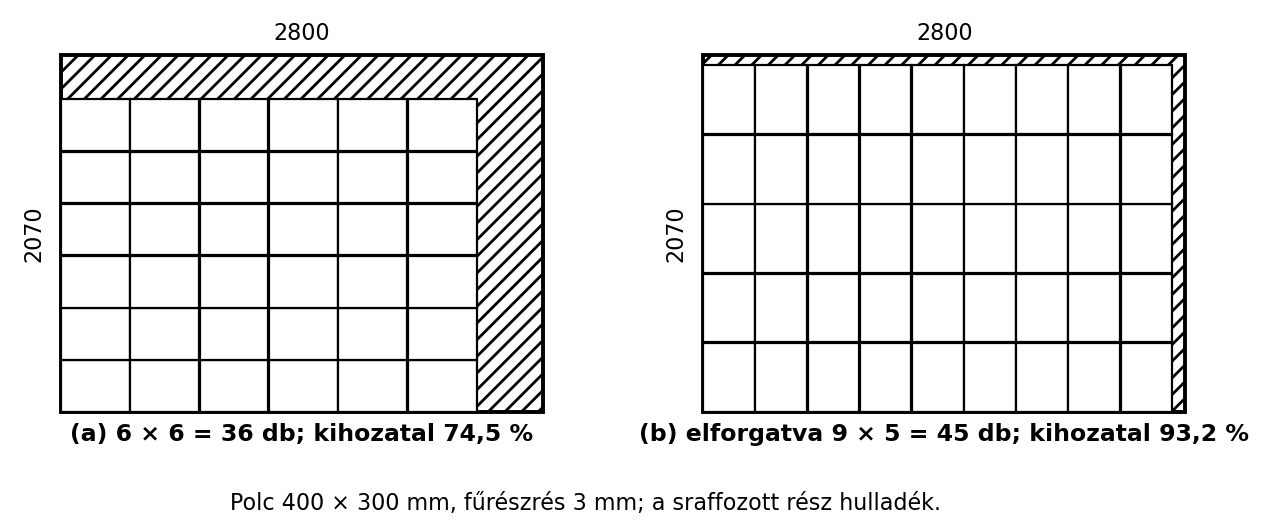 2800
2070
(a) 6 × 6 = 36 db; kihozatal 74,5 %
2800
2070
(b) elforgatva 9 × 5 = 45 db; kihozatal 93,2 %
Polc 400 × 300 mm, fűrészrés 3 mm; a sraffozott rész hulladék.